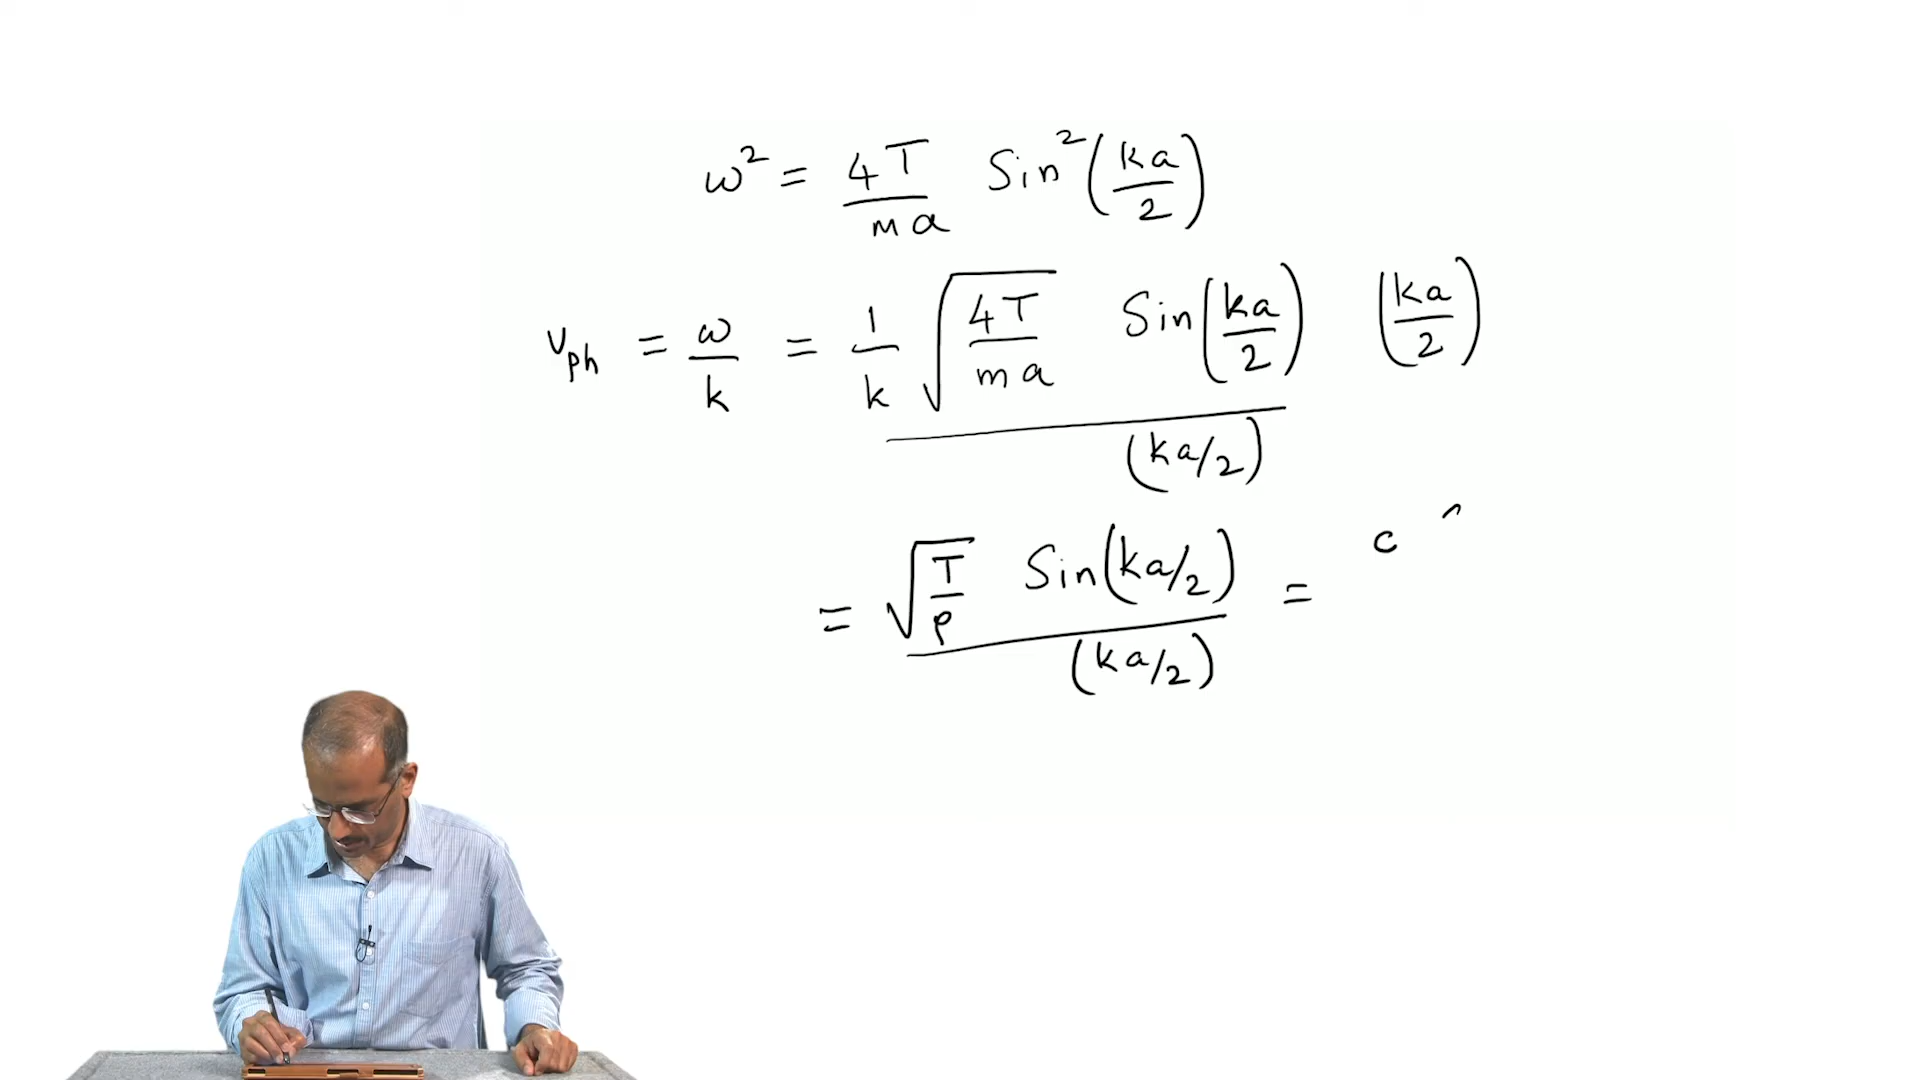 ω² = 4T/ma Sin²(ka/2)
v_ph = ω/k = 1/k √(4T/ma) Sin(ka/2)/(ka/2) (ka/2)
= √(T/ρ) Sin(ka/2)/(ka/2) = c